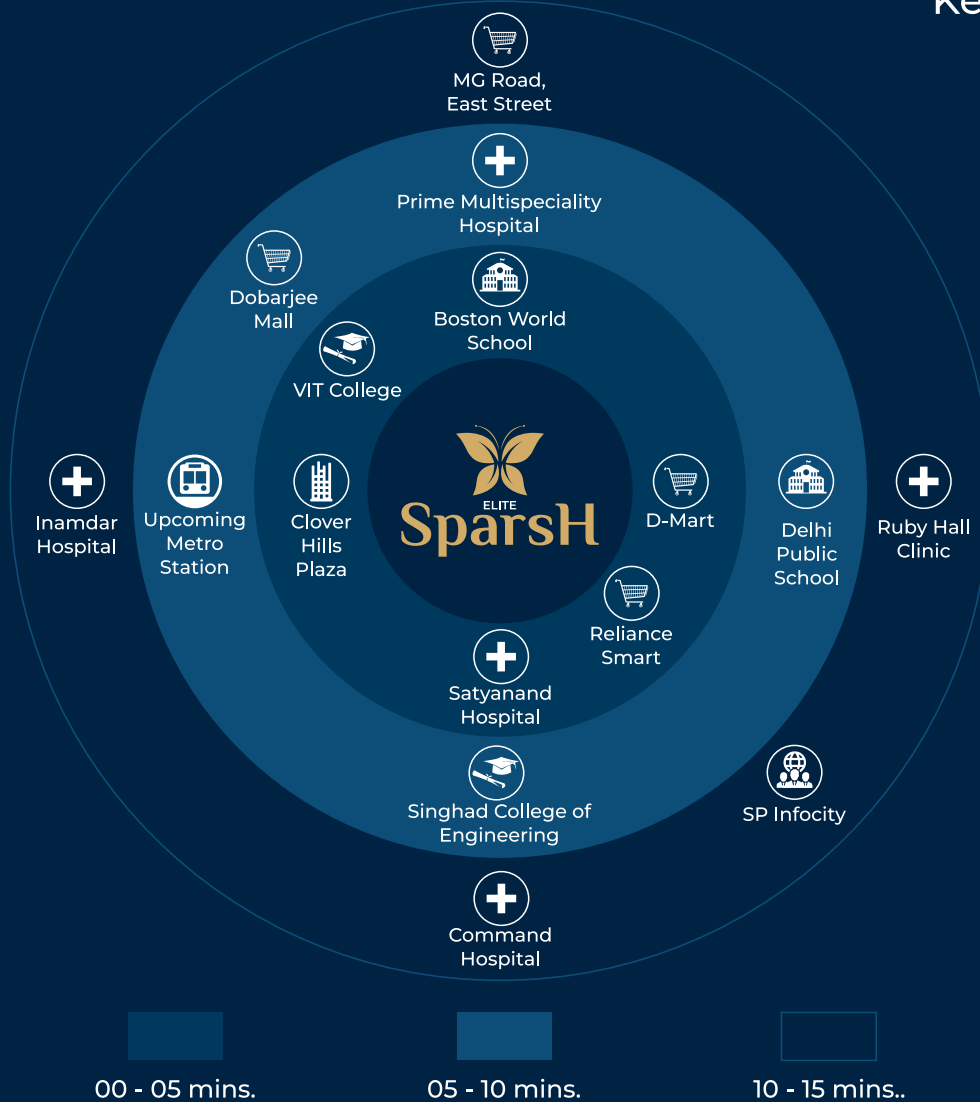 Ke
MG Road,
East Street
Prime Multispeciality
Hospital
Dobarjee
Mall
Boston World
School
VIT College
Inamdar
Hospital
Upcoming
Metro
Station
Clover
Hills
Plaza
ELITE
SparsH
D-Mart
Delhi
Public
School
Ruby Hall
Clinic
Reliance
Smart
Satyanand
Hospital
Singhad College of
Engineering
SP Infocity
Command
Hospital
00 - 05 mins.
05 - 10 mins.
10 - 15 mins..